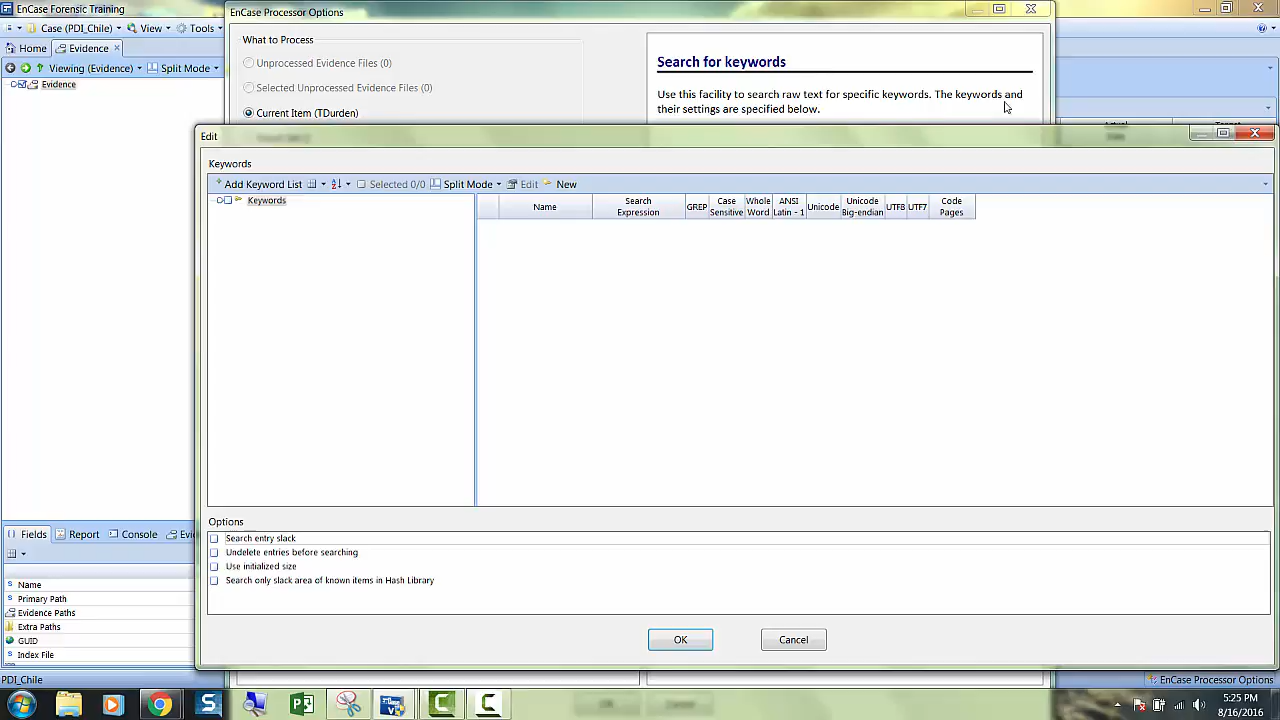 EnCase Forensic Training
EnCase Processor Options
Case (PDI_Chile) View Tools
What to Process
Home Evidence
Unprocessed Evidence Files (0)
Search for keywords
Viewing (Evidence) Split Mode
Evidence
Selected Unprocessed Evidence Files (0)
Use this facility to search raw text for specific keywords. The keywords and
their settings are specified below.
Current Item (TDurden)
Edit
Keywords
Add Keyword List Selected 0/0 Split Mode Edit New
Keywords
Name
Search
Expression
GREP
Case
Sensitive
Whole
Word
ANSI
Latin - 1
Unicode
Unicode
Big-endian
UTF8
UTF7
Code
Pages
Options
Search entry slack
Undelete entries before searching
Use initialized size
Search only slack area of known items in Hash Library
OK
Cancel
Fields Report Console Evi
Name
Primary Path
Evidence Paths
Extra Paths
GUID
Index File
PDI_Chile
EnCase Processor Options
5:25 PM
8/16/2016